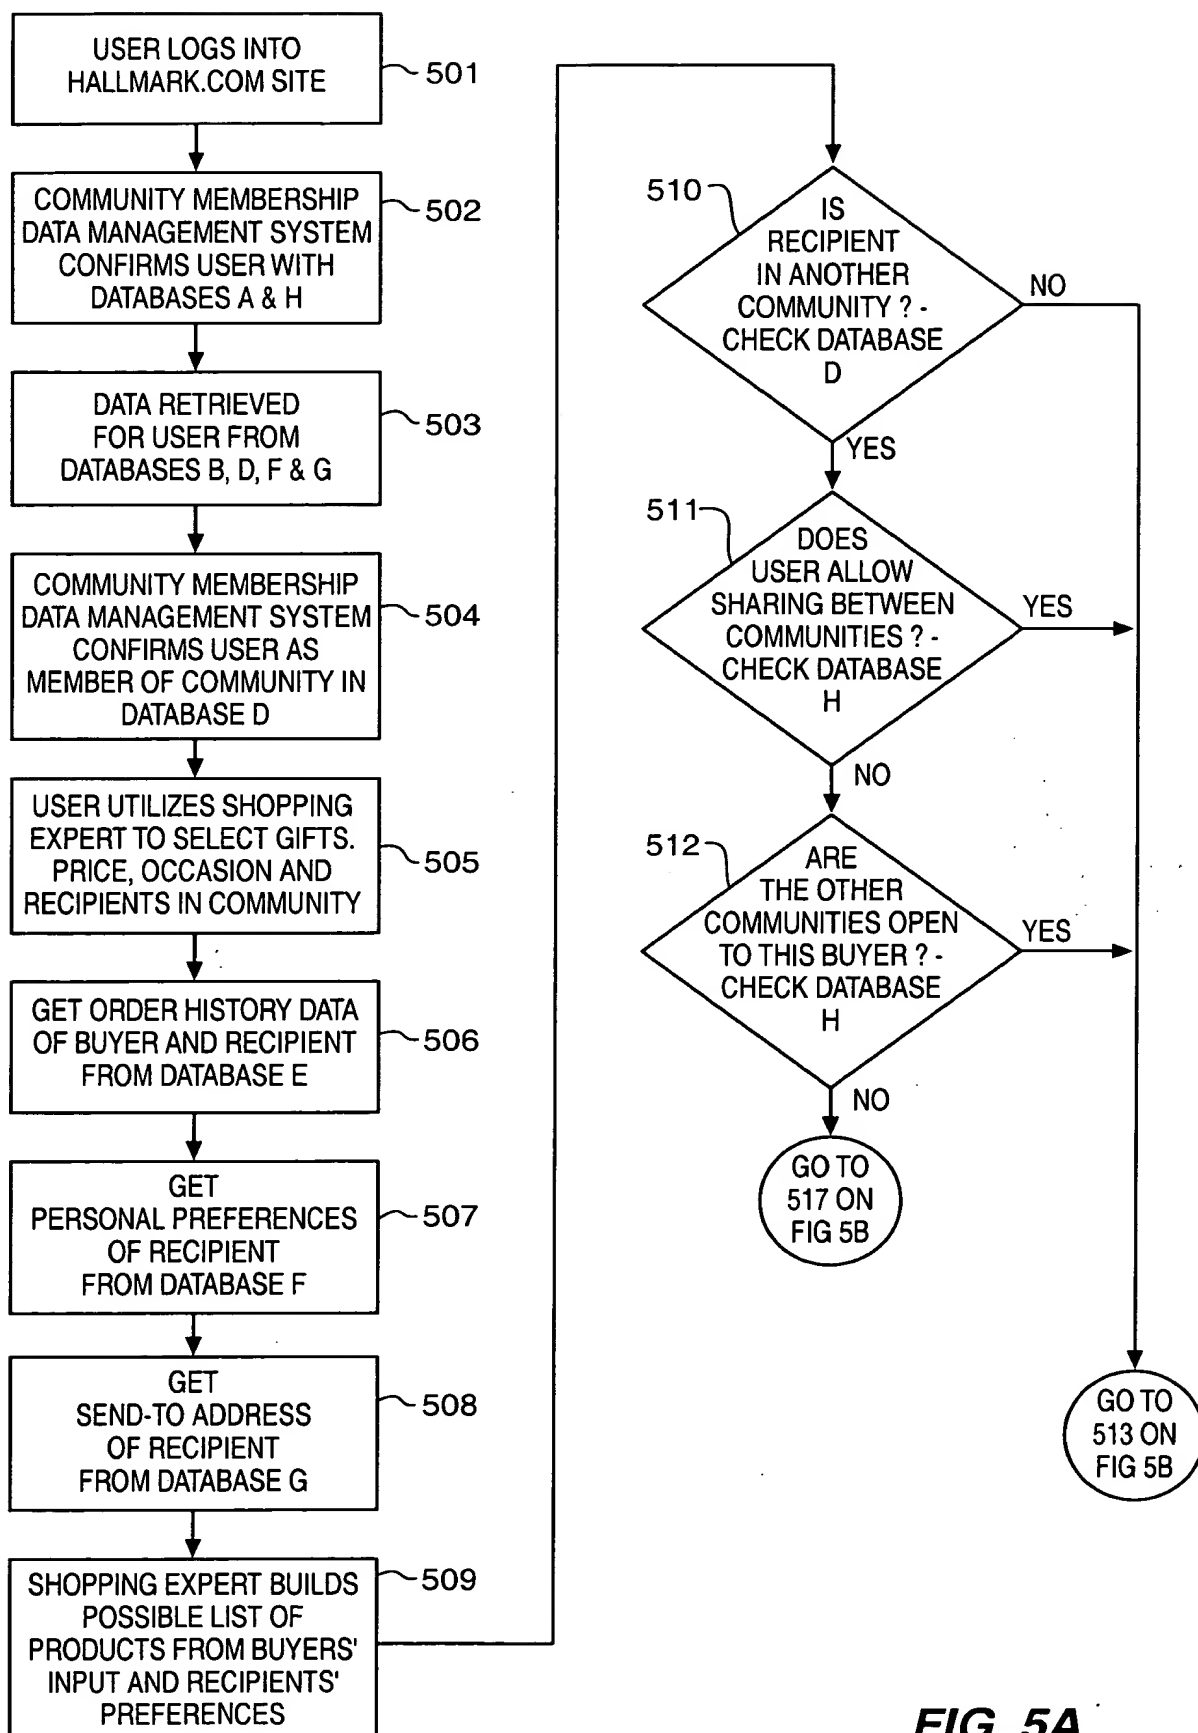 USER LOGS INTO
HALLMARK.COM SITE
501
COMMUNITY MEMBERSHIP
DATA MANAGEMENT SYSTEM
CONFIRMS USER WITH
DATABASES A & H
502
DATA RETRIEVED
FOR USER FROM
DATABASES B, D, F & G
503
COMMUNITY MEMBERSHIP
DATA MANAGEMENT SYSTEM
CONFIRMS USER AS
MEMBER OF COMMUNITY IN
DATABASE D
504
USER UTILIZES SHOPPING
EXPERT TO SELECT GIFTS.
PRICE, OCCASION AND
RECIPIENTS IN COMMUNITY
505
GET ORDER HISTORY DATA
OF BUYER AND RECIPIENT
FROM DATABASE E
506
GET
PERSONAL PREFERENCES
OF RECIPIENT
FROM DATABASE F
507
GET
SEND-TO ADDRESS
OF RECIPIENT
FROM DATABASE G
508
SHOPPING EXPERT BUILDS
POSSIBLE LIST OF
PRODUCTS FROM BUYERS'
INPUT AND RECIPIENTS'
PREFERENCES
509
510
IS
RECIPIENT
IN ANOTHER
COMMUNITY ? -
CHECK DATABASE
D
NO
YES
511
DOES
USER ALLOW
SHARING BETWEEN
COMMUNITIES ? -
CHECK DATABASE
H
YES
NO
512
ARE
THE OTHER
COMMUNITIES OPEN
TO THIS BUYER ? -
CHECK DATABASE
H
YES
NO
GO TO
517 ON
FIG 5B
GO TO
513 ON
FIG 5B
FIG. 5A